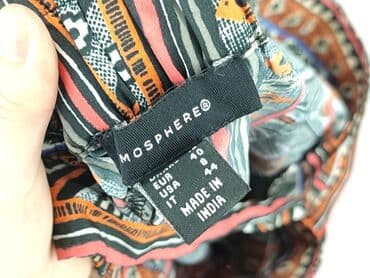 MOSPHERE®
EUR 40
USA 8
IT 44
MADE IN
INDIA